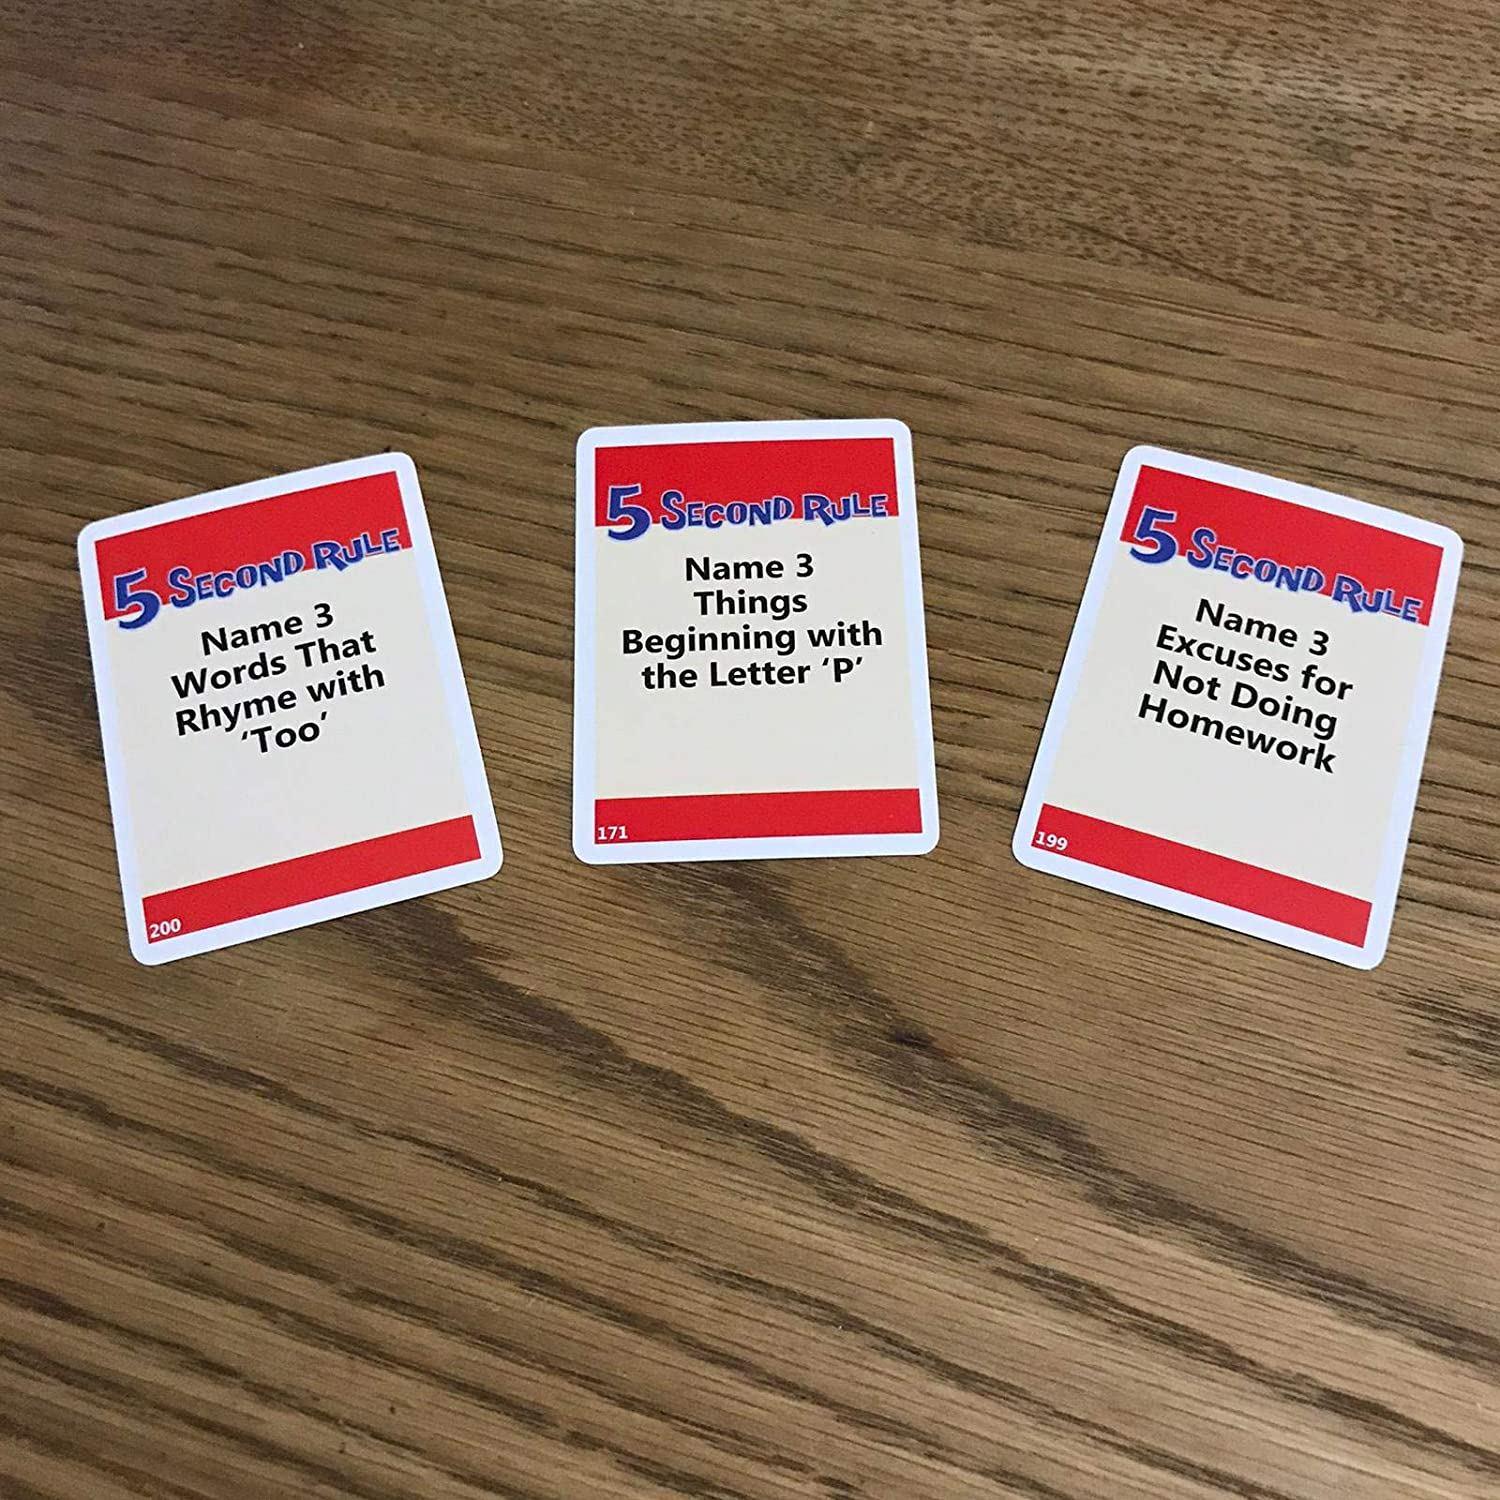 5 SECOND RULE
Name 3
Words That
Rhyme with
‘Too’
200
5 SECOND RULE
Name 3
Things
Beginning with
the Letter ‘P’
171
5 SECOND RULE
Name 3
Excuses for
Not Doing
Homework
199